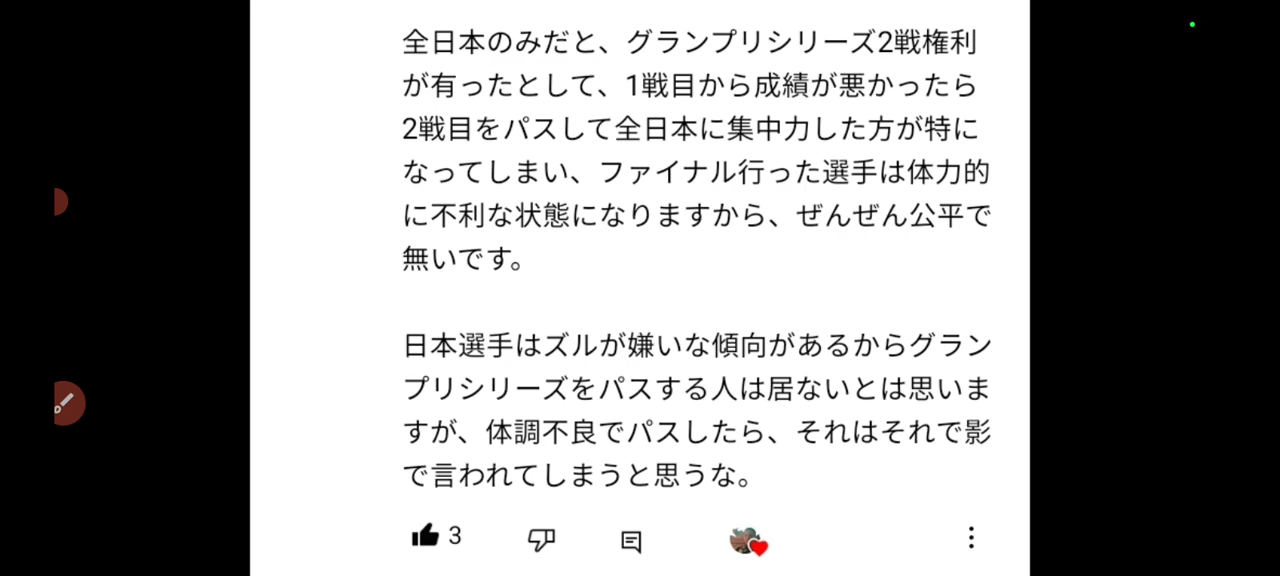 全日本のみだと、グランプリシリーズ2戦権利
が有ったとして、1戦目から成績が悪かったら
2戦目をパスして全日本に集中力した方が特に
なってしまい、ファイナル行った選手は体力的
に不利な状態になりますから、ぜんぜん公平で
無いです。
日本選手はズルが嫌いな傾向があるからグラン
プリシリーズをパスする人は居ないとは思いま
すが、体調不良でパスしたら、それはそれで影
で言われてしまうと思うな。
3